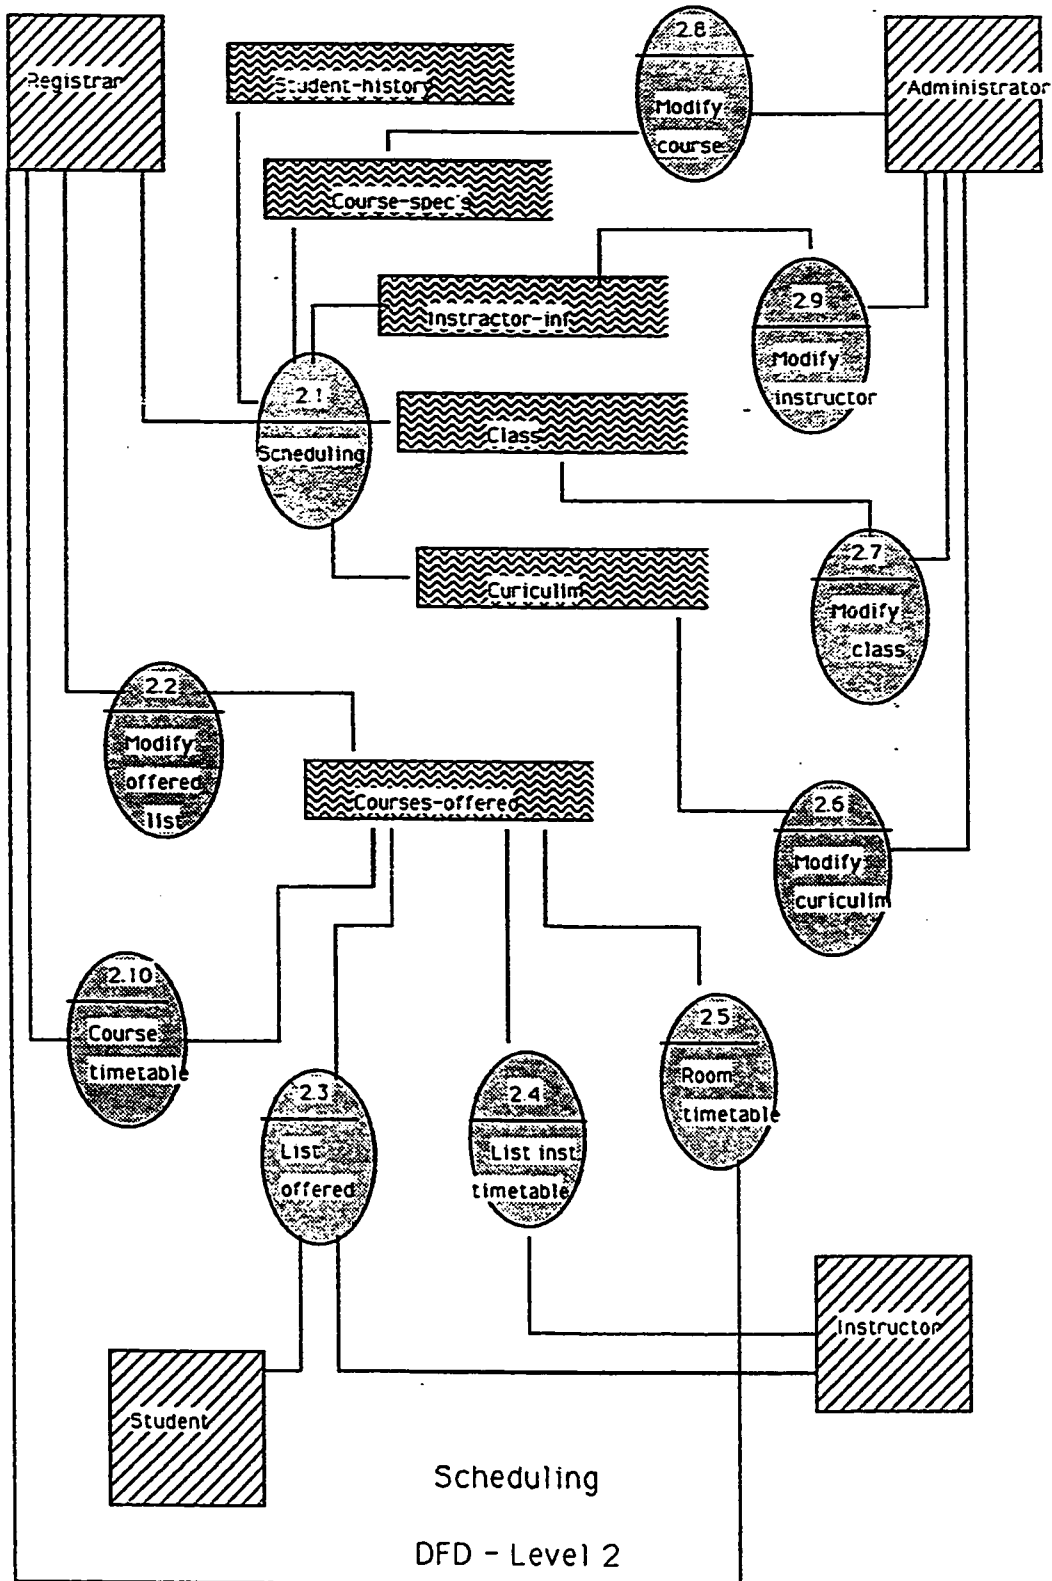 Registrar
Student-history
2.8
Modify
course
Administrator
Course-spec's
Instractor-inf
2.9
Modify
instructor
2.1
Scheduling
Class
2.7
Modify
class
Curiculim
2.2
Modify
offered
list
Courses-offered
2.6
Modify
curiculim
2.10
Course
timetable
2.5
Room
timetable
2.3
List
offered
2.4
List inst
timetable
Instructor
Student
Scheduling
DFD - Level 2